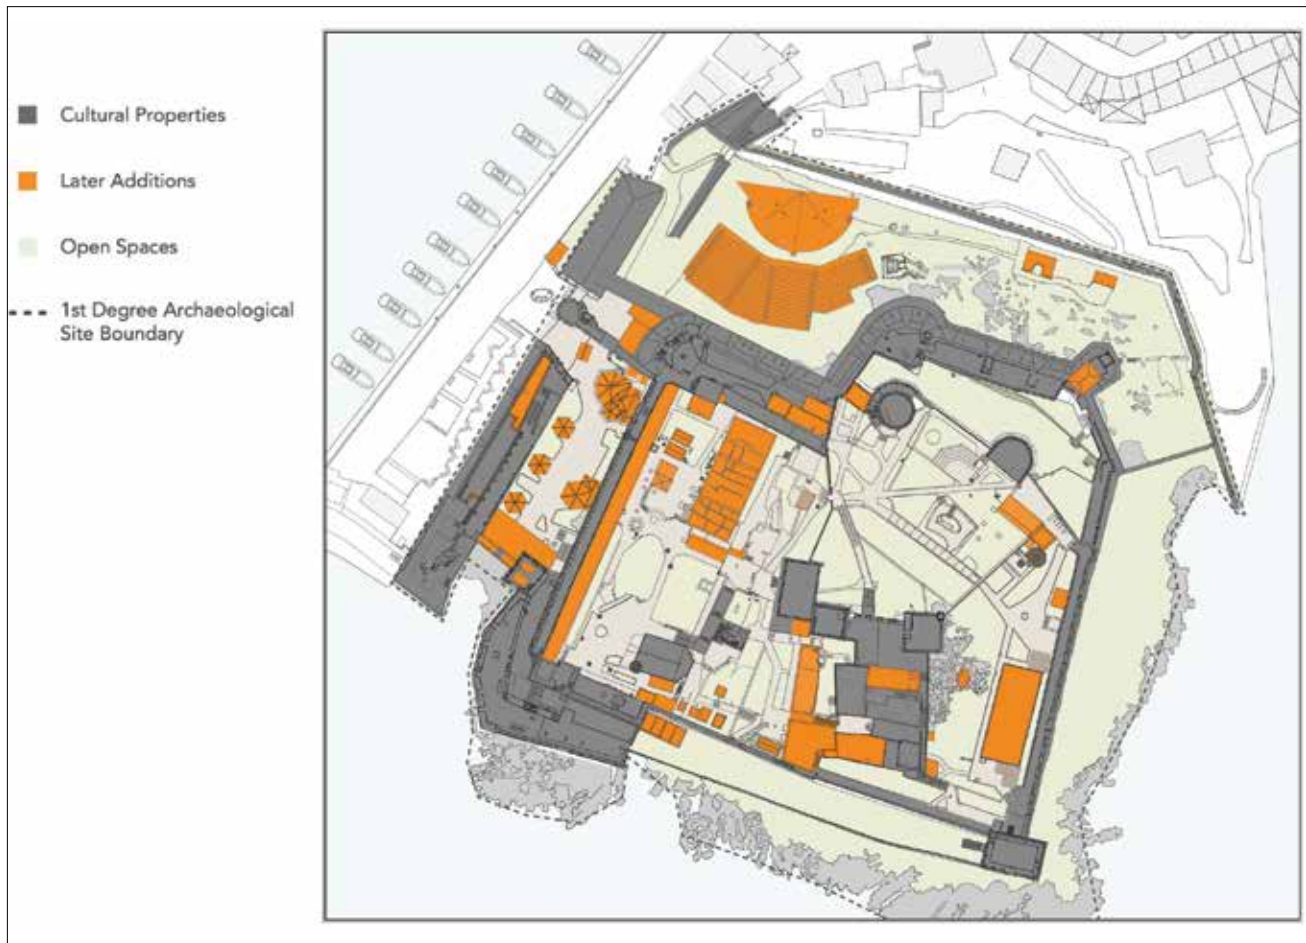 Cultural Properties
Later Additions
Open Spaces
1st Degree Archaeological
Site Boundary